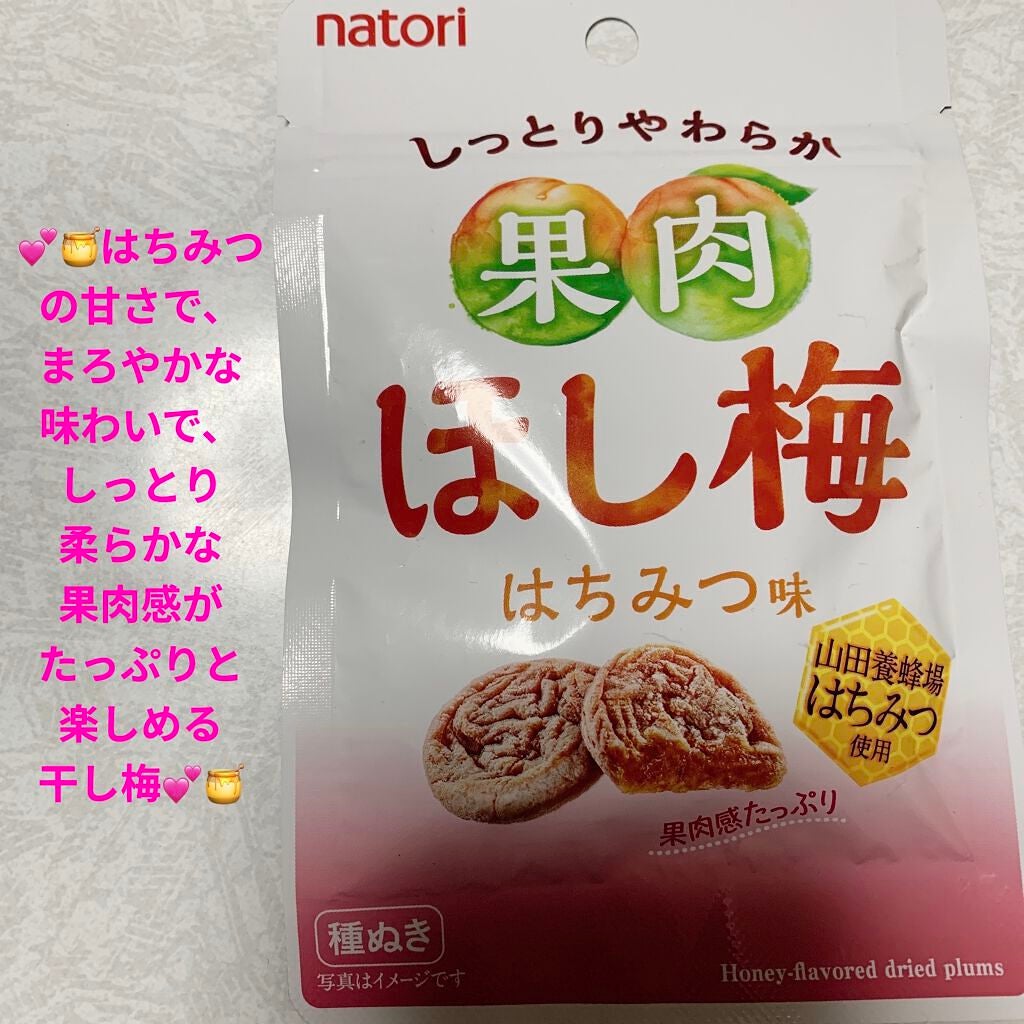 natori
しっとりやわらか
果肉
ほし梅
はちみつ味
山田養蜂場
はちみつ
使用
果肉感たっぷり
種ぬき
写真はイメージです
Honey-flavored dried plums
💕🍯はちみつ
の甘さで、
まろやかな
味わいで、
しっとり
柔らかな
果肉感が
たっぷりと
楽しめる
干し梅💕🍯